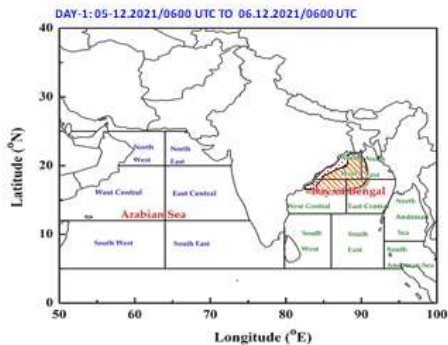 DAY-1: 05-12.2021/0600 UTC TO 06.12.2021/0600 UTC
40
30
20
10
0
Latitude (°N)
North
West
North
East
West Central
East Central
Arabian Sea
South West
South East
North
East
Bay of Bengal
West Central
East Central
South
West
South
East
North
Andaman
Sea
South
Andaman Sea
50
60
70
80
90
100
Longitude (°E)